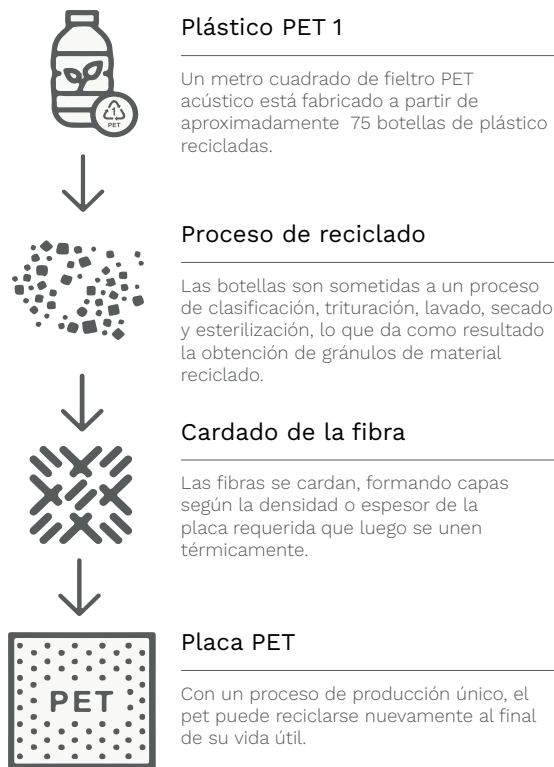 Plástico PET 1
Un metro cuadrado de fieltro PET
acústico está fabricado a partir de
aproximadamente 75 botellas de plástico
recicladas.
1
PET
Proceso de reciclado
Las botellas son sometidas a un proceso
de clasificación, trituración, lavado, secado
y esterilización, lo que da como resultado
la obtención de gránulos de material
reciclado.
Cardado de la fibra
Las fibras se cardan, formando capas
según la densidad o espesor de la
placa requerida que luego se unen
térmicamente.
Placa PET
PET
Con un proceso de producción único, el
pet puede reciclarse nuevamente al final
de su vida útil.